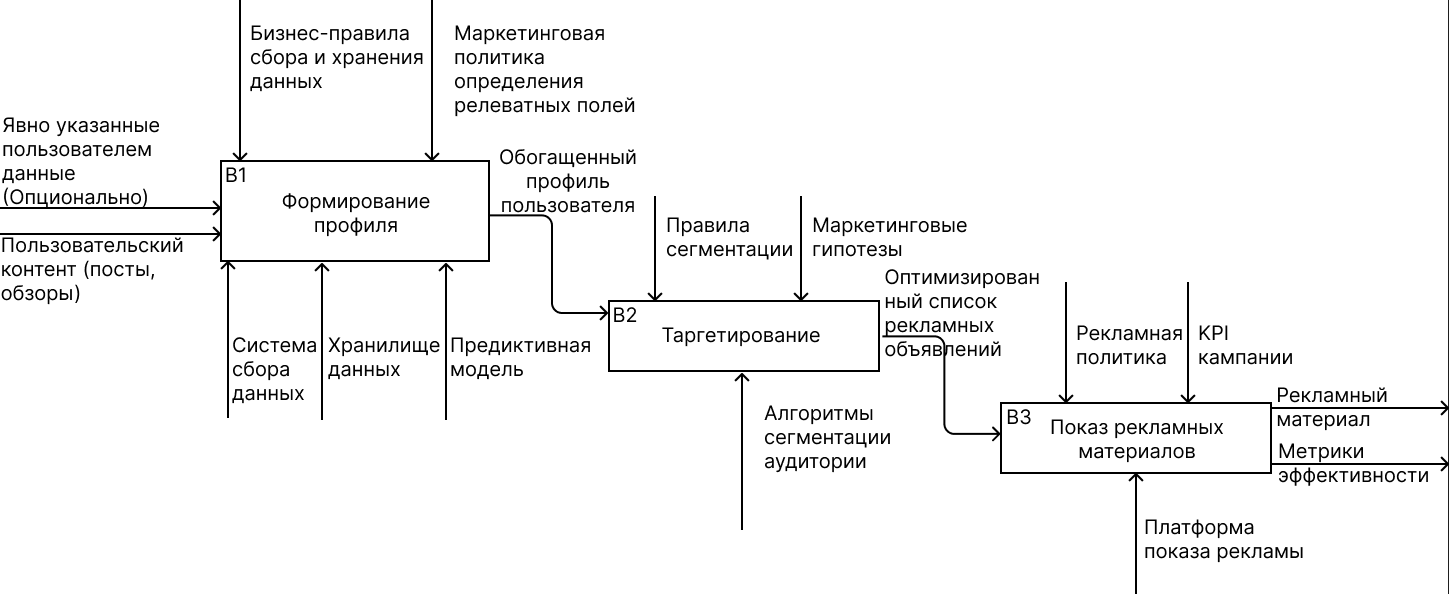 Бизнес-правила
сбора и хранения
данных
Маркетинговая
политика
определения
релеватных полей
Явно указанные
пользователем
данные
(Опционально)
Пользовательский
контент (посты,
обзоры)
B1
Формирование
профиля
Обогащенный
профиль
пользователя
Система
сбора
данных
Хранилище
данных
Предиктивная
модель
Правила
сегментации
Маркетинговые
гипотезы
B2
Таргетирование
Оптимизирован
ный список
рекламных
объявлений
Алгоритмы
сегментации
аудитории
Рекламная
политика
KPI
кампании
B3
Показ рекламных
материалов
Рекламный
материал
Метрики
эффективности
Платформа
показа рекламы